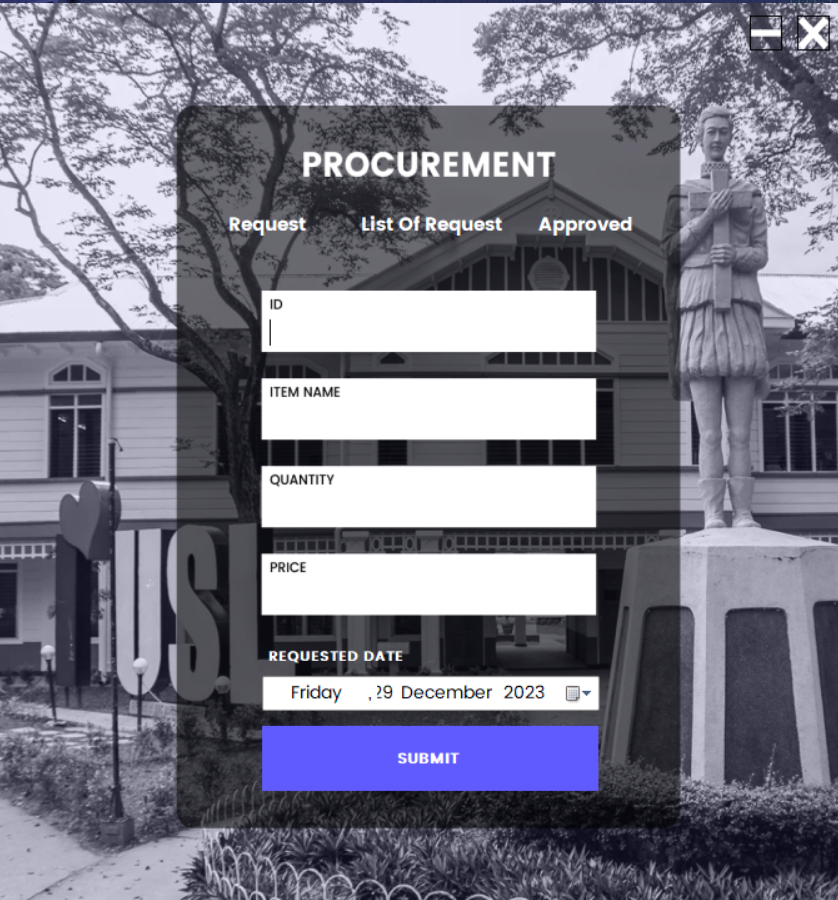 PROCUREMENT
Request List Of Request Approved
ID
ITEM NAME
QUANTITY
PRICE
REQUESTED DATE
Friday , 29 December 2023
SUBMIT
USL